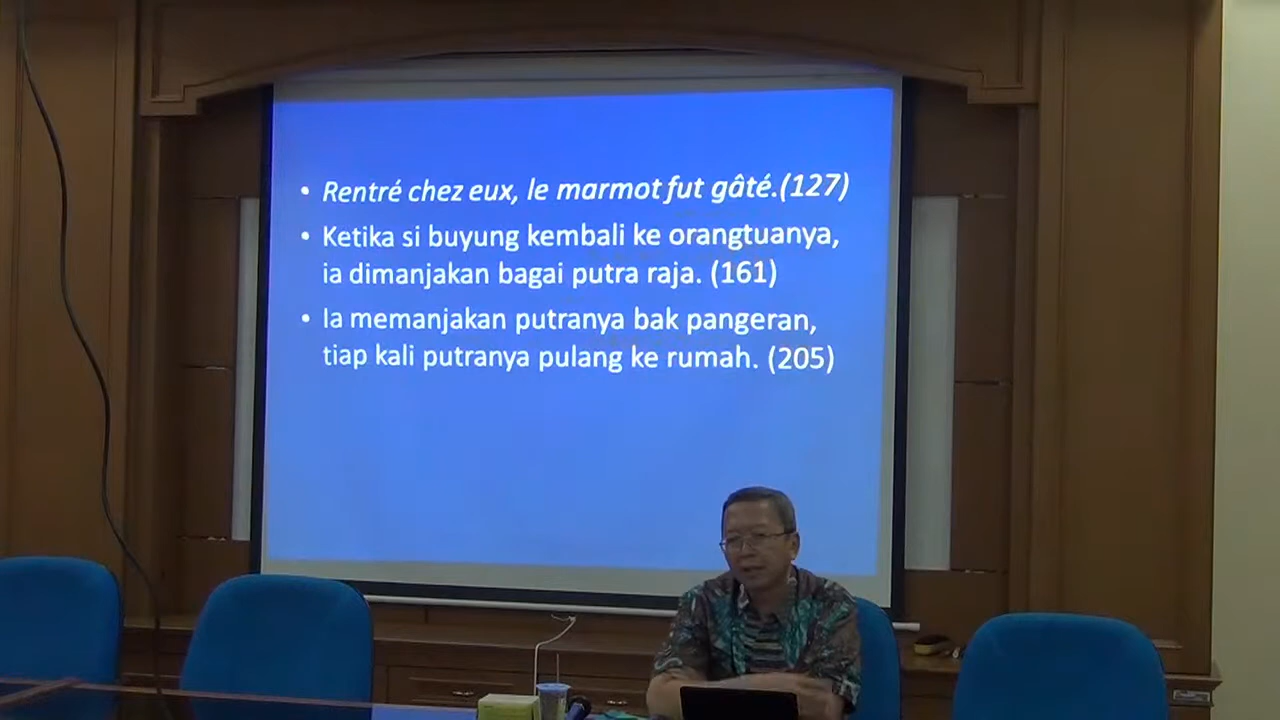 • Rentré chez eux, le marmot fut gâté.(127)
• Ketika si buyung kembali ke orangtuanya,
ia dimanjakan bagai putra raja. (161)
• Ia memanjakan putranya bak pangeran,
tiap kali putranya pulang ke rumah. (205)